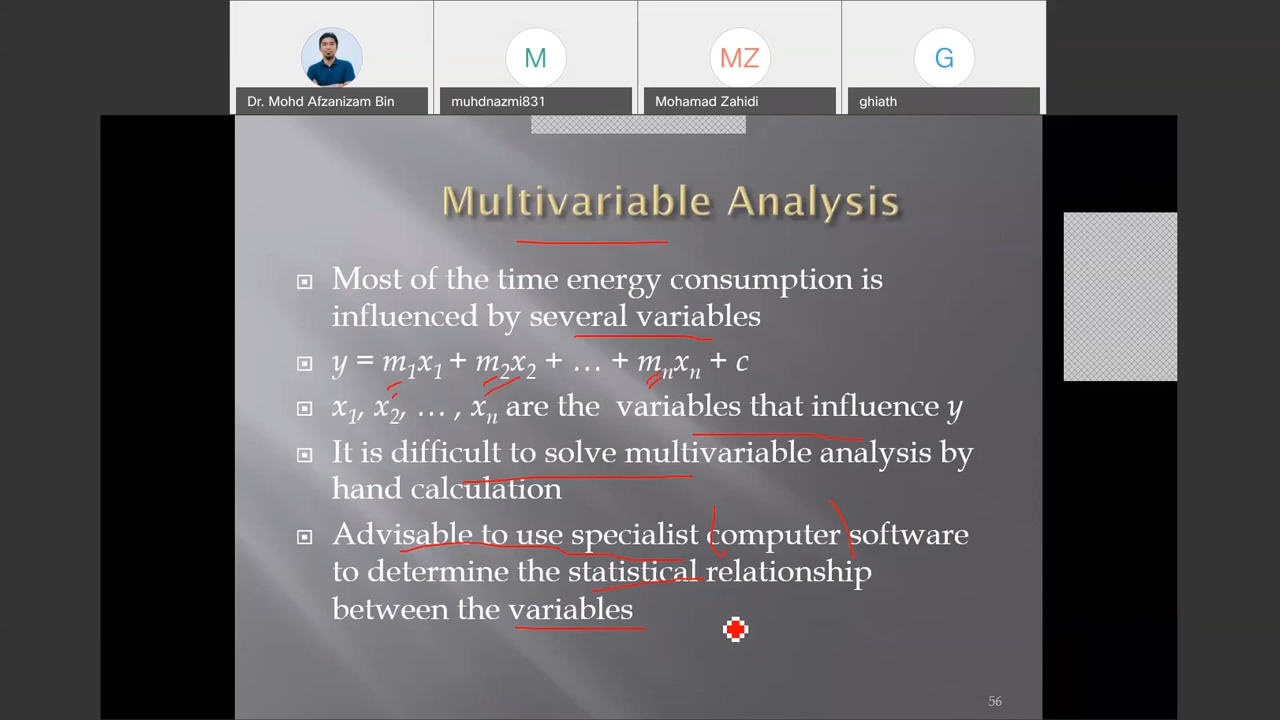 M
MZ
G
Dr. Mohd Afzanizam Bin
muhdnazmi831
Mohamad Zahidi
ghiath
Multivariable Analysis
Most of the time energy consumption is
influenced by several variables
y = m₁x₁ + m₂x₂ + … + mₙxₙ + c
x₁, x₂, … , xₙ are the variables that influence y
It is difficult to solve multivariable analysis by
hand calculation
Advisable to use specialist computer software
to determine the statistical relationship
between the variables
56